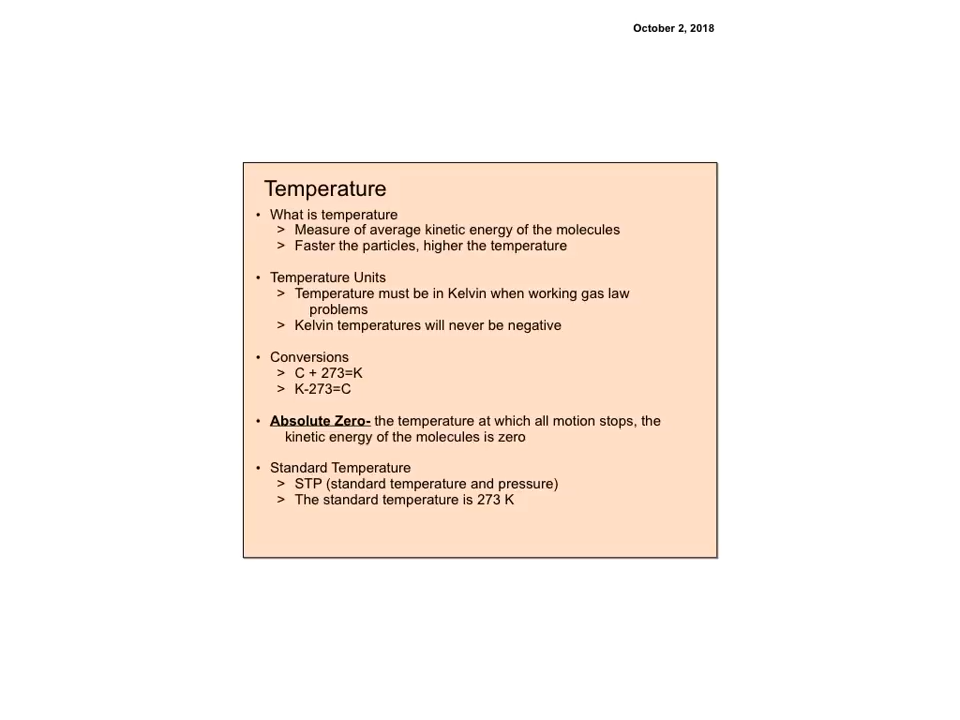 October 2, 2018
Temperature
• What is temperature
> Measure of average kinetic energy of the molecules
> Faster the particles, higher the temperature
• Temperature Units
> Temperature must be in Kelvin when working gas law
problems
> Kelvin temperatures will never be negative
• Conversions
> C + 273=K
> K-273=C
• Absolute Zero- the temperature at which all motion stops, the
kinetic energy of the molecules is zero
• Standard Temperature
> STP (standard temperature and pressure)
> The standard temperature is 273 K